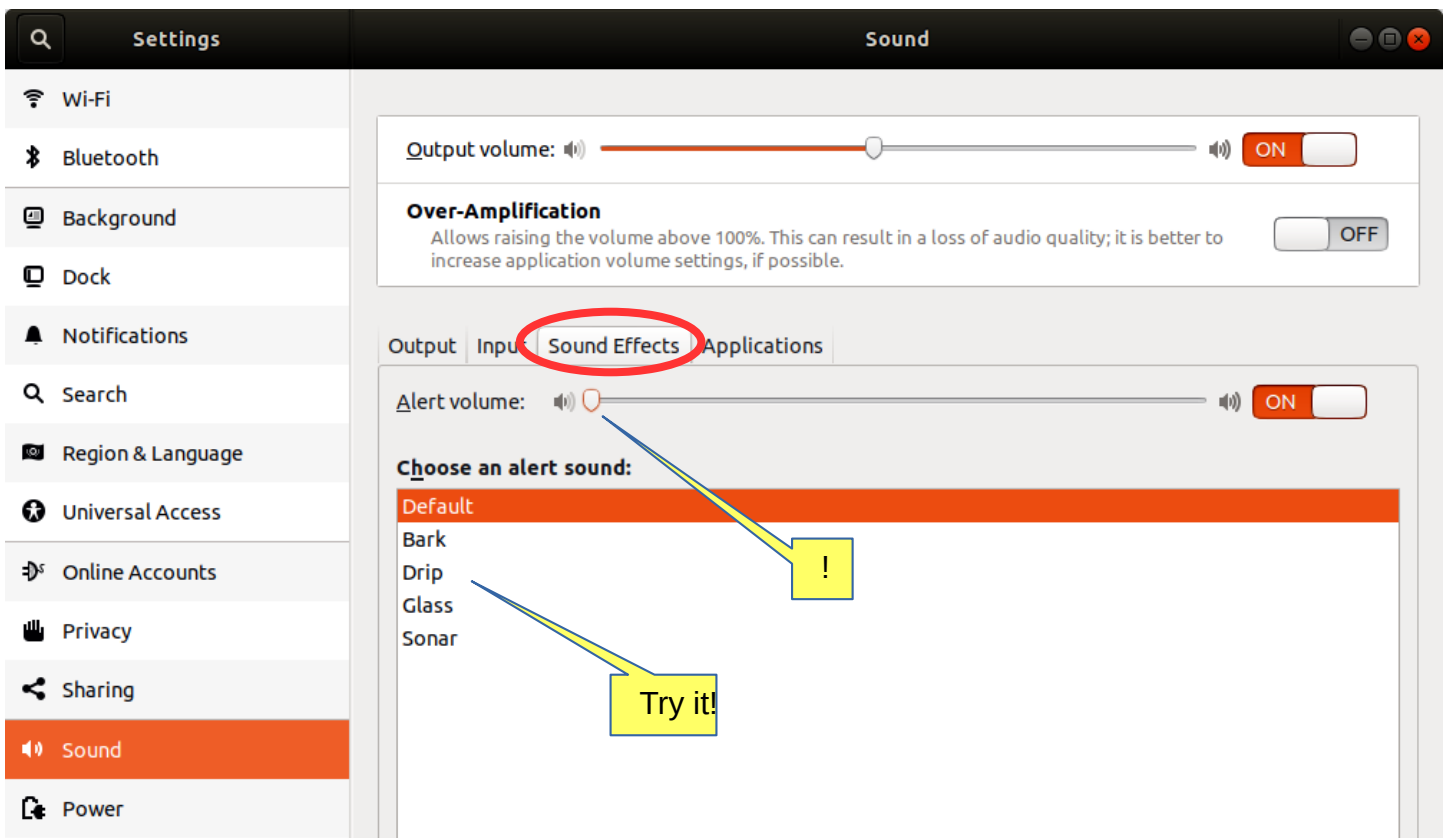 Settings
Sound
Wi-Fi
Bluetooth
Background
Dock
Notifications
Search
Region & Language
Universal Access
Online Accounts
Privacy
Sharing
Sound
Power
Output volume:
ON
Over-Amplification
OFF
Allows raising the volume above 100%. This can result in a loss of audio quality; it is better to
increase application volume settings, if possible.
Output Input Sound Effects Applications
Alert volume:
ON
Choose an alert sound:
Default
Bark
Drip
Glass
Sonar
!
Try it!